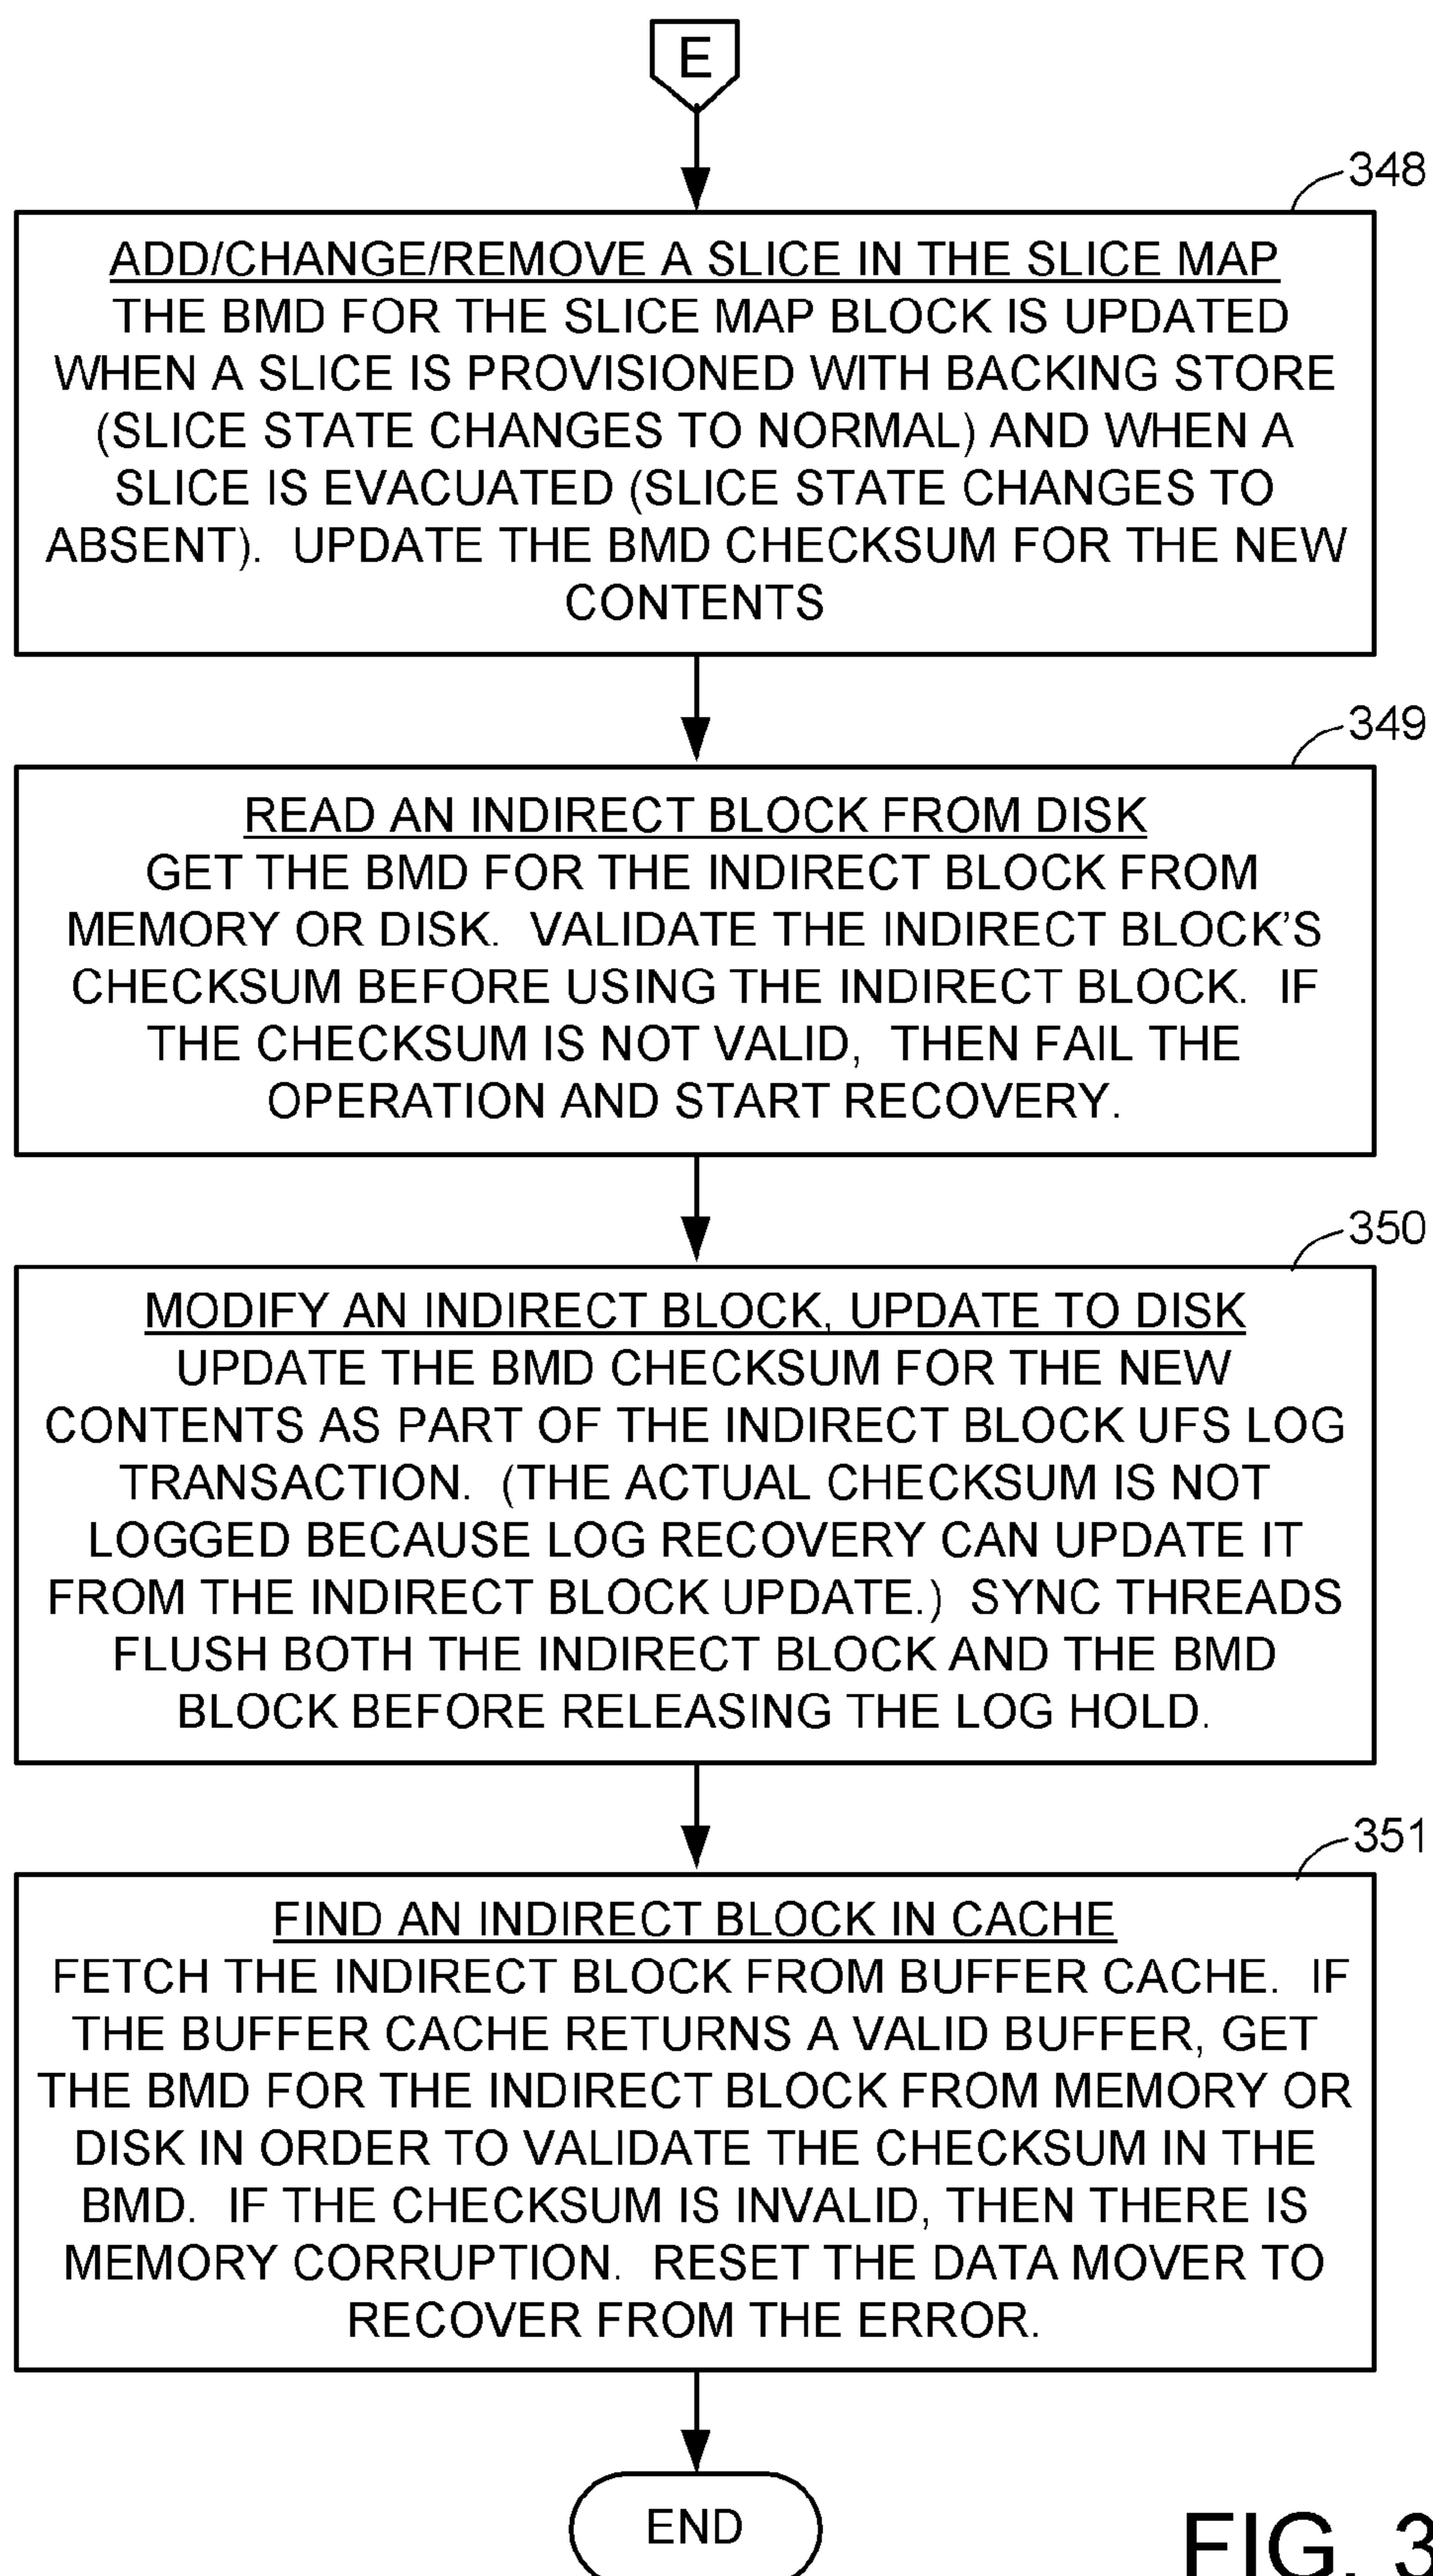 E
348
ADD/CHANGE/REMOVE A SLICE IN THE SLICE MAP
THE BMD FOR THE SLICE MAP BLOCK IS UPDATED
WHEN A SLICE IS PROVISIONED WITH BACKING STORE
(SLICE STATE CHANGES TO NORMAL) AND WHEN A
SLICE IS EVACUATED (SLICE STATE CHANGES TO
ABSENT). UPDATE THE BMD CHECKSUM FOR THE NEW
CONTENTS
349
READ AN INDIRECT BLOCK FROM DISK
GET THE BMD FOR THE INDIRECT BLOCK FROM
MEMORY OR DISK. VALIDATE THE INDIRECT BLOCK’S
CHECKSUM BEFORE USING THE INDIRECT BLOCK. IF
THE CHECKSUM IS NOT VALID, THEN FAIL THE
OPERATION AND START RECOVERY.
350
MODIFY AN INDIRECT BLOCK, UPDATE TO DISK
UPDATE THE BMD CHECKSUM FOR THE NEW
CONTENTS AS PART OF THE INDIRECT BLOCK UFS LOG
TRANSACTION. (THE ACTUAL CHECKSUM IS NOT
LOGGED BECAUSE LOG RECOVERY CAN UPDATE IT
FROM THE INDIRECT BLOCK UPDATE.) SYNC THREADS
FLUSH BOTH THE INDIRECT BLOCK AND THE BMD
BLOCK BEFORE RELEASING THE LOG HOLD.
351
FIND AN INDIRECT BLOCK IN CACHE
FETCH THE INDIRECT BLOCK FROM BUFFER CACHE. IF
THE BUFFER CACHE RETURNS A VALID BUFFER, GET
THE BMD FOR THE INDIRECT BLOCK FROM MEMORY OR
DISK IN ORDER TO VALIDATE THE CHECKSUM IN THE
BMD. IF THE CHECKSUM IS INVALID, THEN THERE IS
MEMORY CORRUPTION. RESET THE DATA MOVER TO
RECOVER FROM THE ERROR.
END
FIG. 3